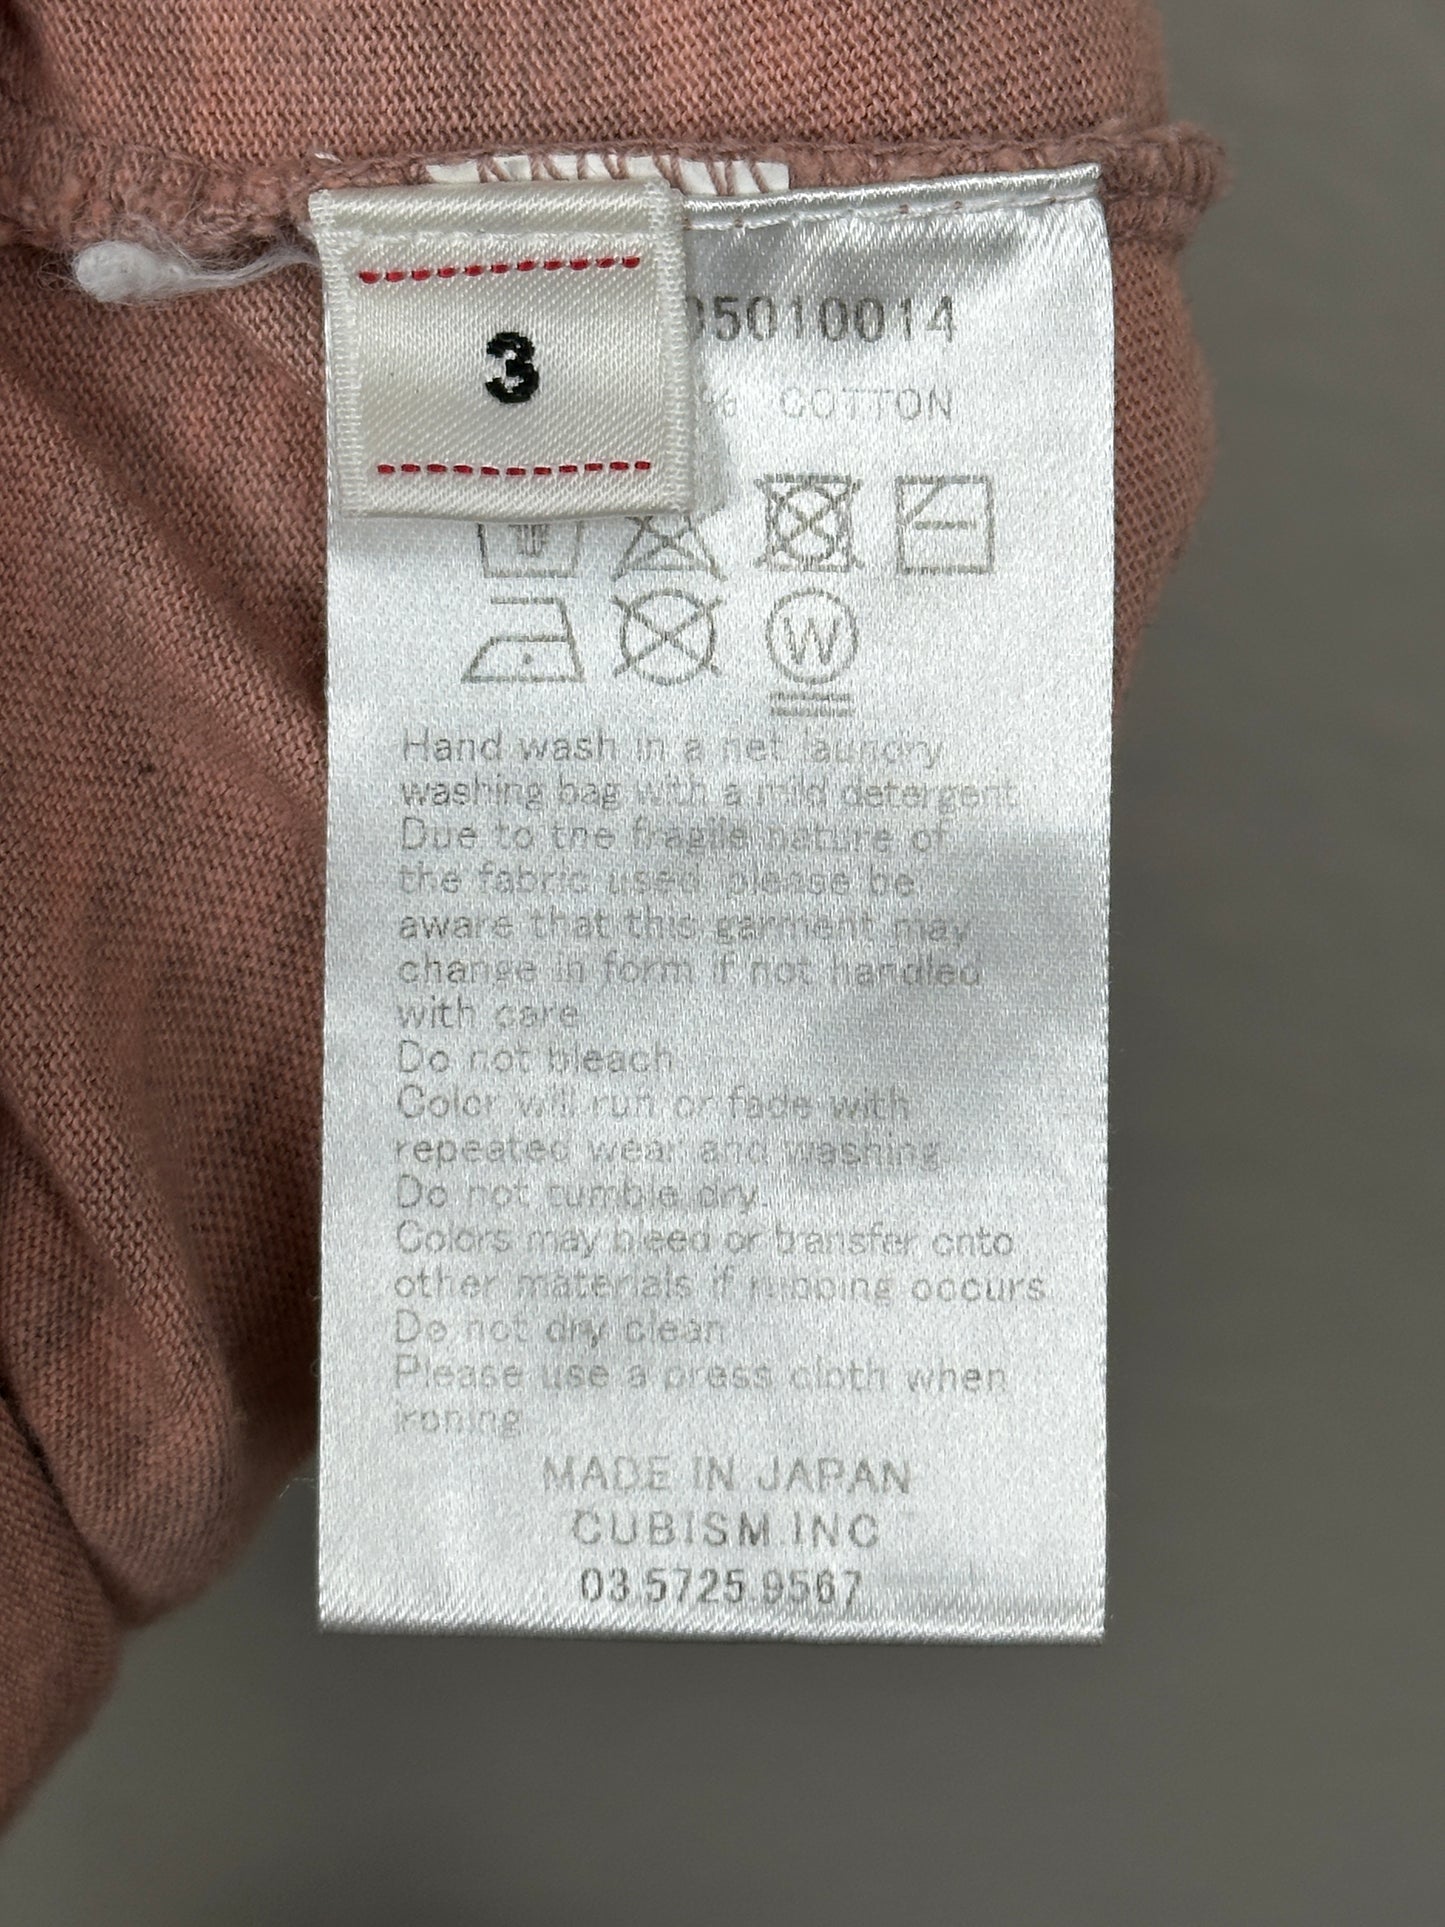 3
5010014
% COTTON
W
Hand wash in a net laundry
washing bag with a mild detergent
Due to the fragile nature of
the fabric used please be
aware that this garment may
change in form if not handled
with care
Do not bleach
Color will run or fade with
repeated wear and washing
Do not tumble dry.
Colors may bleed or transfer onto
other materials if rubbing occurs
Do not dry clean
Please use a press cloth when
ironing
MADE IN JAPAN
CUBISM.INC
03.5725.9567